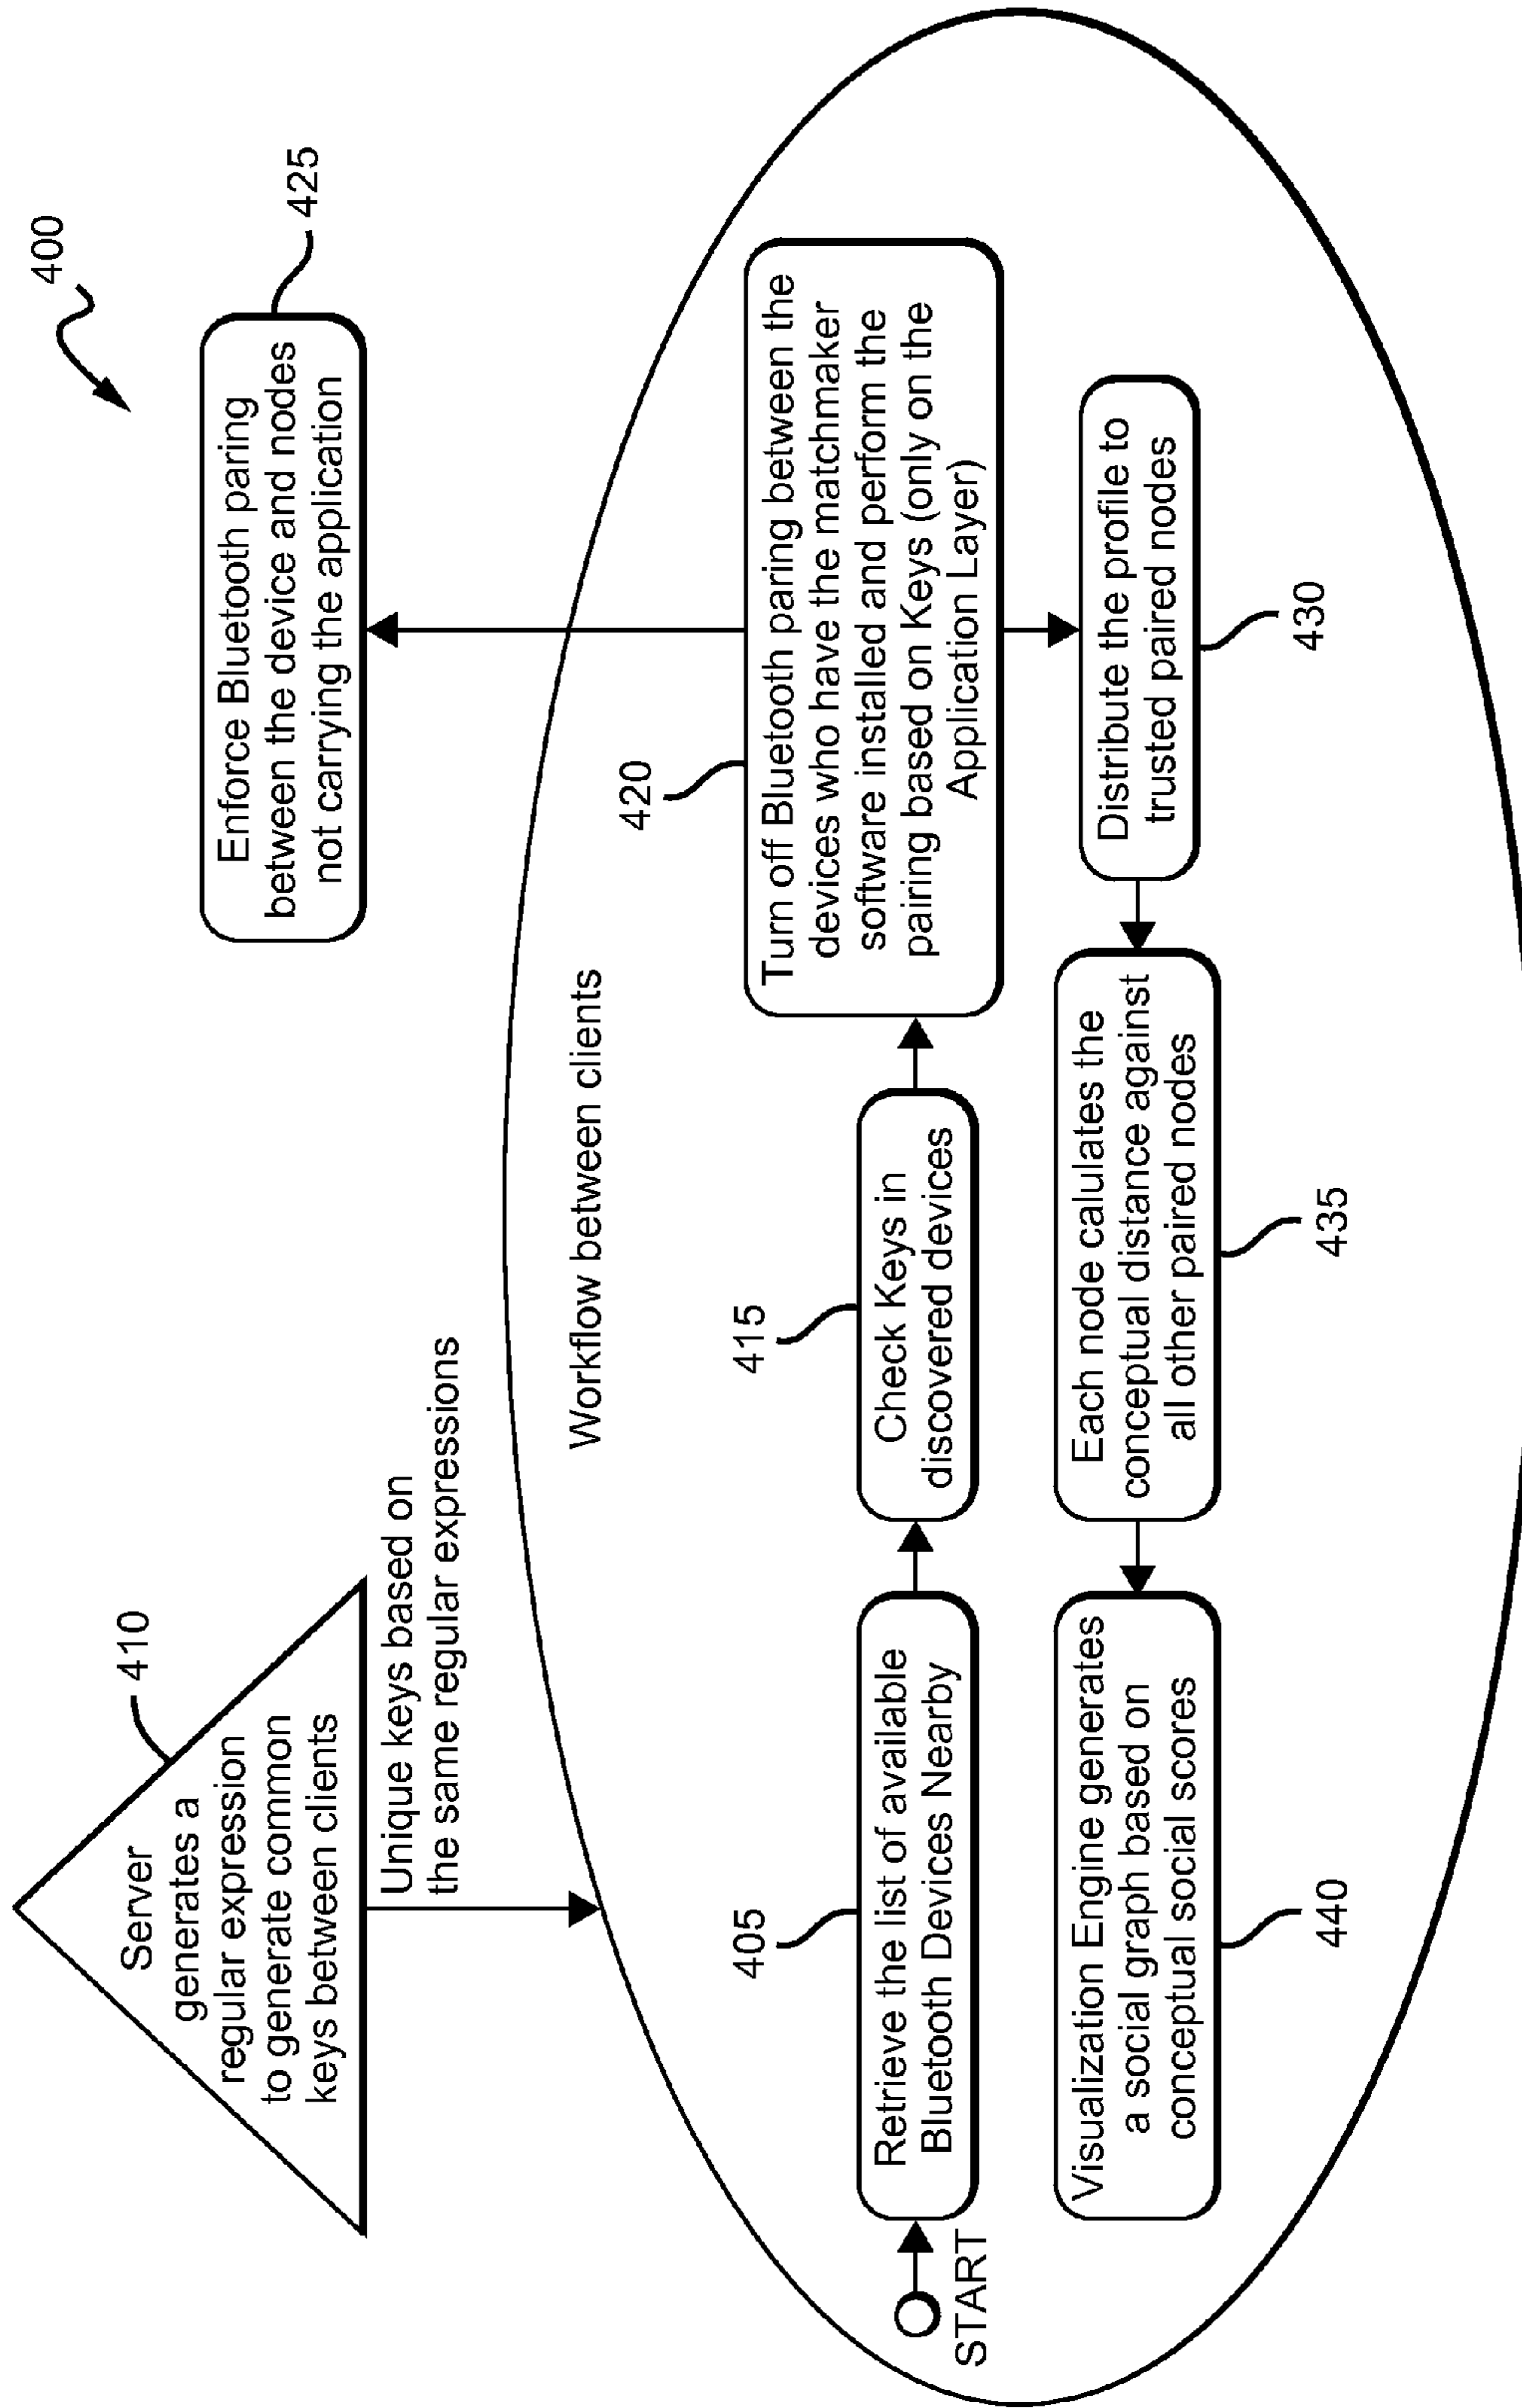 400
Server
generates a
regular expression
to generate common
keys between clients
410
Unique keys based on
the same regular expressions
Enforce Bluetooth paring
between the device and nodes
not carrying the application
425
Workflow between clients
START
405
Retrieve the list of available
Bluetooth Devices Nearby
415
Check Keys in
discovered devices
420
Turn off Bluetooth paring between the
devices who have the matchmaker
software installed and perform the
pairing based on Keys (only on the
Application Layer)
Visualization Engine generates
a social graph based on
conceptual social scores
440
Each node calulates the
conceptual distance against
all other paired nodes
435
Distribute the profile to
trusted paired nodes
430